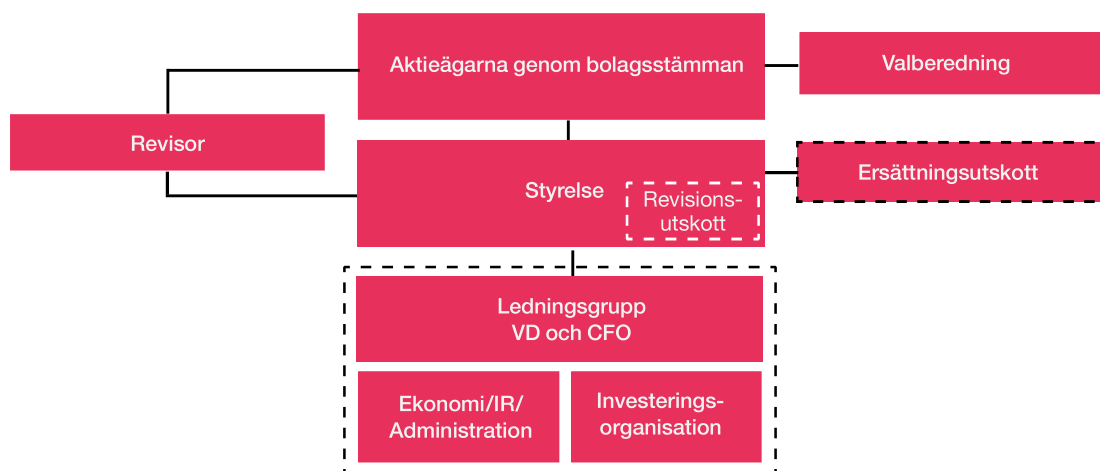 Aktieägarna genom bolagsstämman
Valberedning
Revisor
Ersättningsutskott
Styrelse
Revisions-
utskott
Ledningsgrupp
VD och CFO
Ekonomi/IR/
Administration
Investerings-
organisation